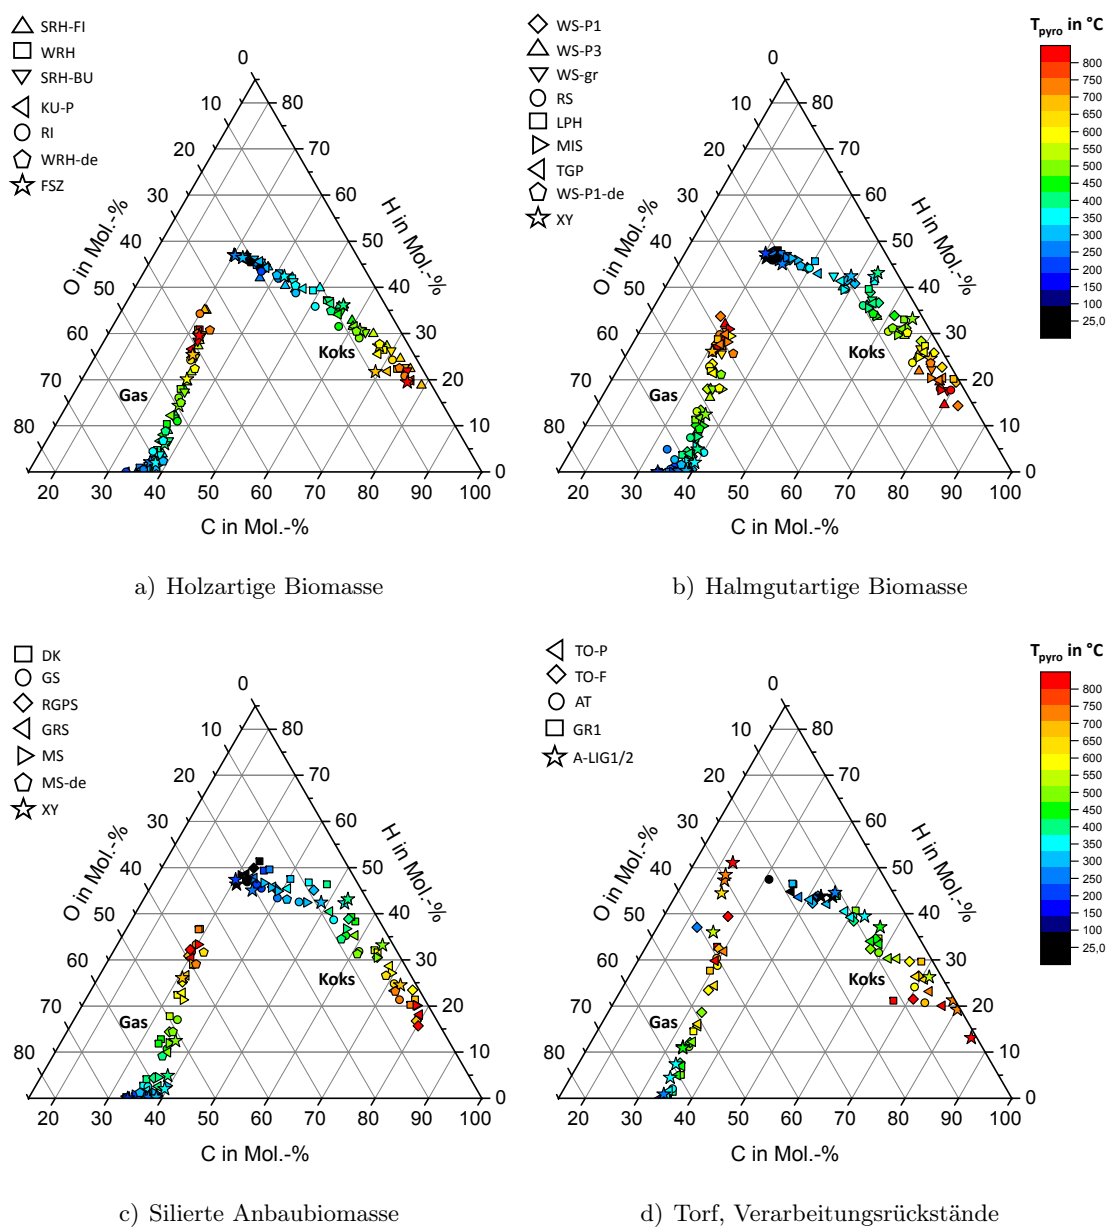 SRH-FI
WRH
SRH-BU
KU-P
RI
WRH-de
FSZ
0
10
20
30
40
50
60
70
80
O in Mol.-%
80
70
60
50
40
30
20
10
0
H in Mol.-%
Koks
Gas
20 30 40 50 60 70 80 90 100
C in Mol.-%
a) Holzartige Biomasse
WS-P1
WS-P3
WS-gr
RS
LPH
MIS
TGP
WS-P1-de
XY
0
10
20
30
40
50
60
70
80
O in Mol.-%
80
70
60
50
40
30
20
10
0
H in Mol.-%
Koks
Gas
20 30 40 50 60 70 80 90 100
C in Mol.-%
b) Halmgutartige Biomasse
Tpyro in °C
800
750
700
650
600
550
500
450
400
350
300
200
150
100
25,0
DK
GS
RGPS
GRS
MS
MS-de
XY
0
10
20
30
40
50
60
70
80
O in Mol.-%
80
70
60
50
40
30
20
10
0
H in Mol.-%
Koks
Gas
20 30 40 50 60 70 80 90 100
C in Mol.-%
c) Silierte Anbaubiomasse
TO-P
TO-F
AT
GR1
A-LIG1/2
0
10
20
30
40
50
60
70
80
O in Mol.-%
80
70
60
50
40
30
20
10
0
H in Mol.-%
Koks
Gas
20 30 40 50 60 70 80 90 100
C in Mol.-%
d) Torf, Verarbeitungsrückstände
Tpyro in °C
800
750
700
650
600
550
500
450
400
350
300
200
150
100
25,0